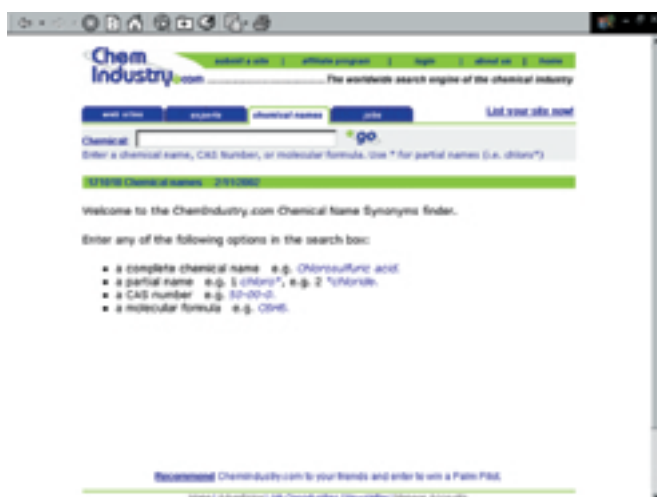 Chem
Industry.com
submit a site | affiliate program | login | about us | home
The worldwide search engine of the chemical industry
web sites experts chemical names jobs List your site now!
Chemical: go
Enter a chemical name, CAS Number, or molecular formula. Use * for partial names (i.e. chloro*)
Chemical names 2/11/2002
Welcome to the ChemIndustry.com Chemical Name Synonyms finder.
Enter any of the following options in the search box:
• a complete chemical name e.g. Chlorosulfuric acid.
• a partial name e.g. 1 chloro*, e.g. 2 *chloride.
• a CAS number e.g. 50-00-0.
• a molecular formula e.g. C6H6.
Recommend ChemIndustry.com to your friends and enter to win a Palm Pilot.